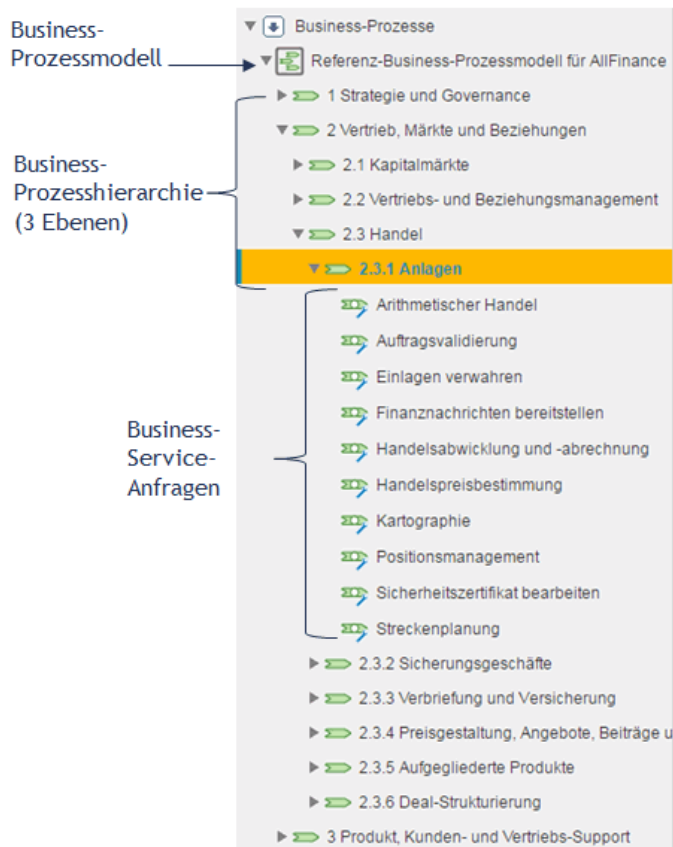 Business-
Prozessmodell
Business-Prozesse
Referenz-Business-Prozessmodell für AllFinance
1 Strategie und Governance
2 Vertrieb, Märkte und Beziehungen
2.1 Kapitalmärkte
Business-
Prozesshierarchie
(3 Ebenen)
2.2 Vertriebs- und Beziehungsmanagement
2.3 Handel
2.3.1 Anlagen
Arithmetischer Handel
Auftragsvalidierung
Einlagen verwahren
Finanznachrichten bereitstellen
Business-
Service-
Anfragen
Handelsabwicklung und -abrechnung
Handelspreisbestimmung
Kartographie
Positionsmanagement
Sicherheitszertifikat bearbeiten
Streckenplanung
2.3.2 Sicherungsgeschäfte
2.3.3 Verbriefung und Versicherung
2.3.4 Preisgestaltung, Angebote, Beiträge u
2.3.5 Aufgegliederte Produkte
2.3.6 Deal-Strukturierung
3 Produkt, Kunden- und Vertriebs-Support